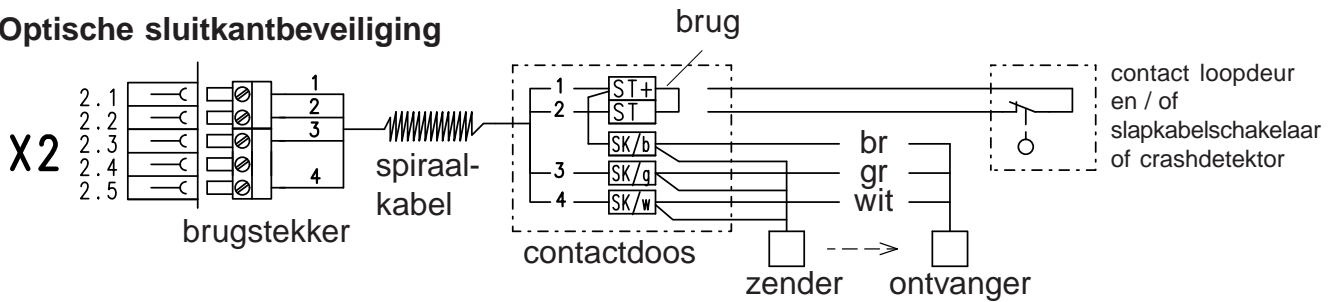 Optische sluitkantbeveiliging
brug
X2
2.1
2.2
2.3
2.4
2.5
1
2
3
4
brugstekker
spiraal-
kabel
1
2
3
4
ST+
ST
SK/b
SK/g
SK/w
contactdoos
br
gr
wit
zender
ontvanger
contact loopdeur
en / of
slapkabelschakelaar
of crashdetektor